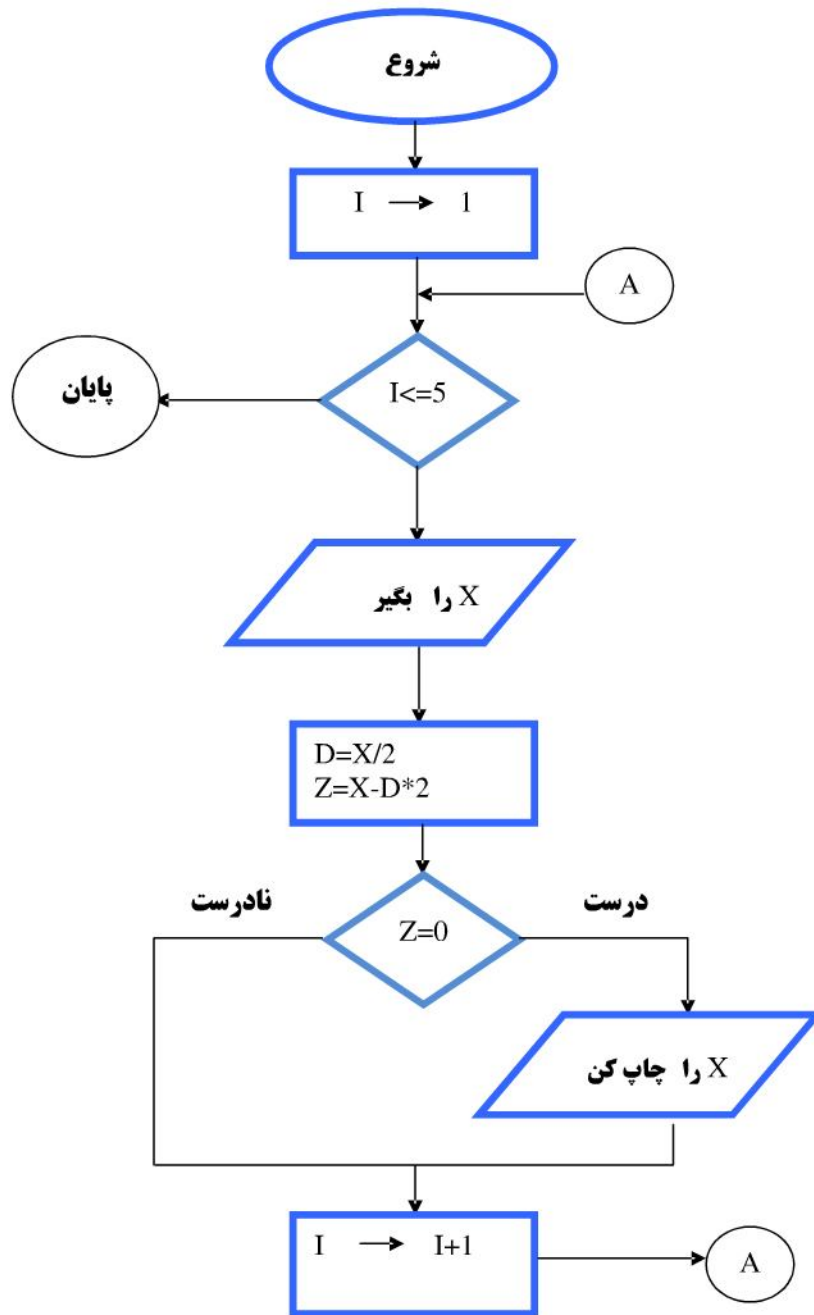 شروع
I → 1
A
I<=5
پایان
X را بگیر
D=X/2
Z=X-D*2
نادرست
درست
Z=0
X را چاپ کن
I → I+1
A